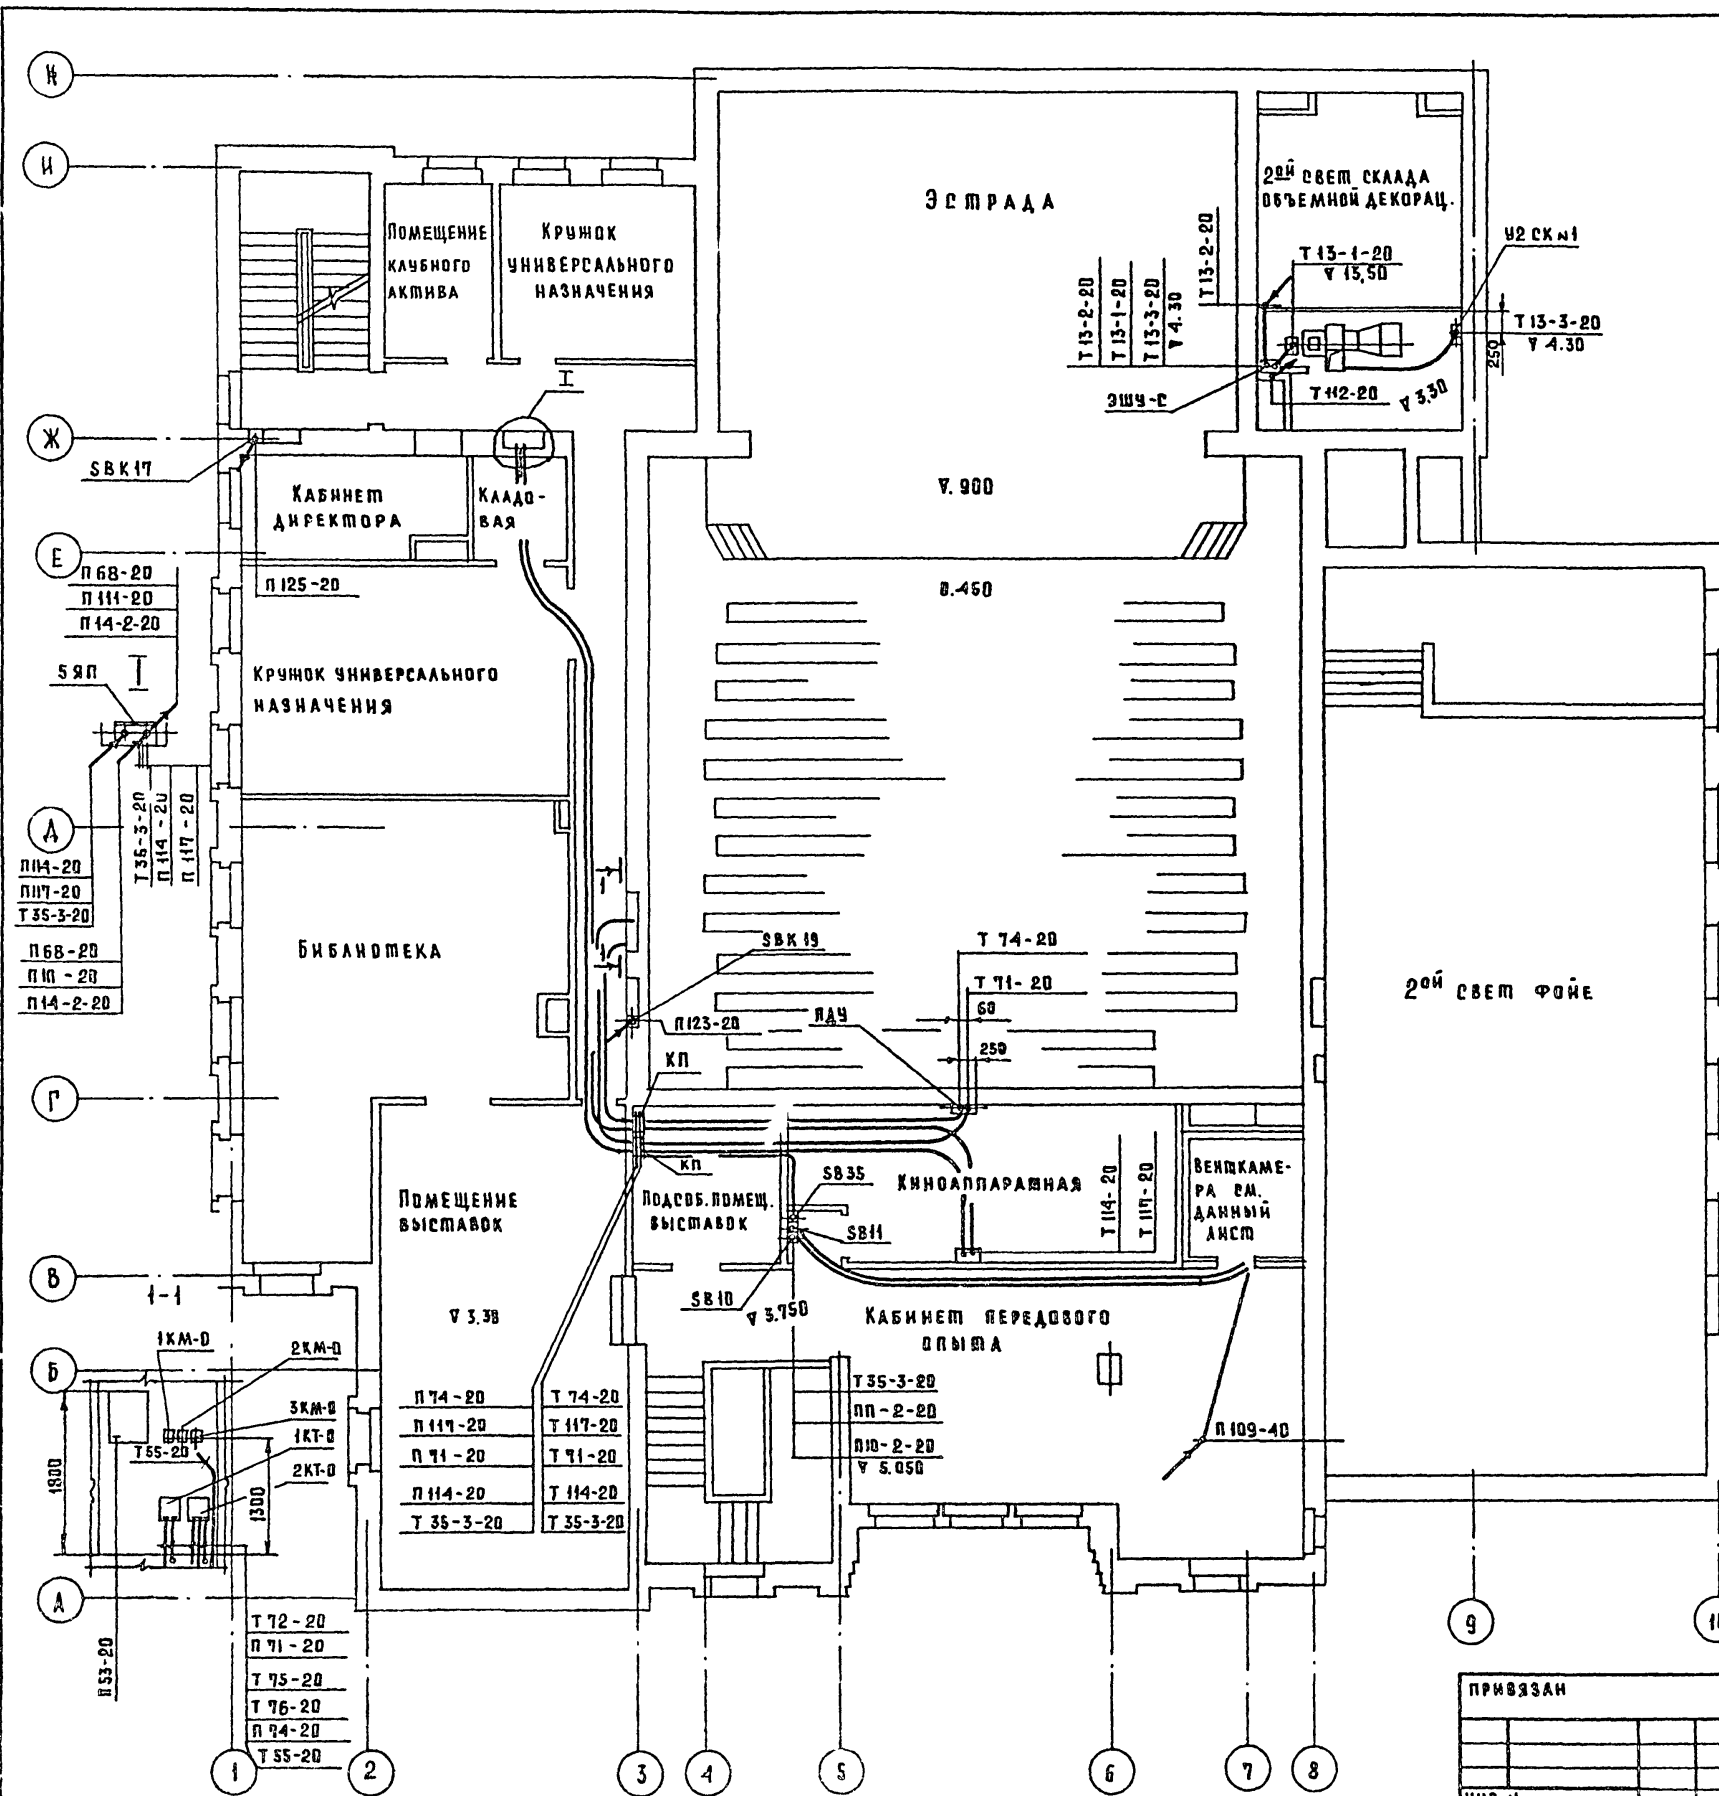 К
И
ЭСТРАДА
2ой СВЕТ СКЛАДА
ОБЪЕМНОЙ ДЕКОРАЦ.
ПОМЕЩЕНИЕ
КЛУБНОГО
АКТИВА
КРУЖОК
УНИВЕРСАЛЬНОГО
НАЗНАЧЕНИЯ
Т13-2-20
Т13-1-20
Т13-3-20
4.30
Т13-2-20
Т13-1-20
13,50
У2 СК №1
Т13-3-20
4.30
250
ЭШУ-С
Т112-20
3,30
I
Ж
SBK17
КАБИНЕТ
ДИРЕКТОРА
КЛАДО-
ВАЯ
.900
Е
П68-20
П111-20
П14-2-20
П125-20
0.450
5ЯП
I
КРУЖОК УНИВЕРСАЛЬНОГО
НАЗНАЧЕНИЯ
Т35-3-20
П114-20
П117-20
Д
П114-20
П117-20
Т35-3-20
П68-20
П14-2-20
БИБЛИОТЕКА
1
1
SBK19
Т74-20
Т71-20
60
250
2ой СВЕТ ФОЙЕ
П123-20
ЯДУ
КП
Г
КП
SB35
КИНОАППАРАТНАЯ
Т114-20
Т117-20
ВЕНТКАМЕ-
РА СМ.
ДАННЫЙ
ЛИСТ
ПОМЕЩЕНИЕ
ВЫСТАВОК
ПОДСОБ.ПОМЕЩ.
ВЫСТАВОК
SB11
SB10
3.750
В
1-1
3,30
КАБИНЕТ ПЕРЕДОВОГО
ОПЫТА
1КМ-0
2КМ-0
Б
3КМ-0
1КТ-0
2КТ-0
Т55-20
1800
1300
П74-20
П117-20
П71-20
П114-20
Т35-3-20
Т74-20
Т117-20
Т71-20
Т114-20
Т35-3-20
Т35-3-20
П10-2-20
5.050
П109-40
А
П53-20
Т72-20
П71-20
Т75-20
Т76-20
П74-20
Т55-20
1
2
3
4
5
6
7
8
9
ПРИВЯЗАН